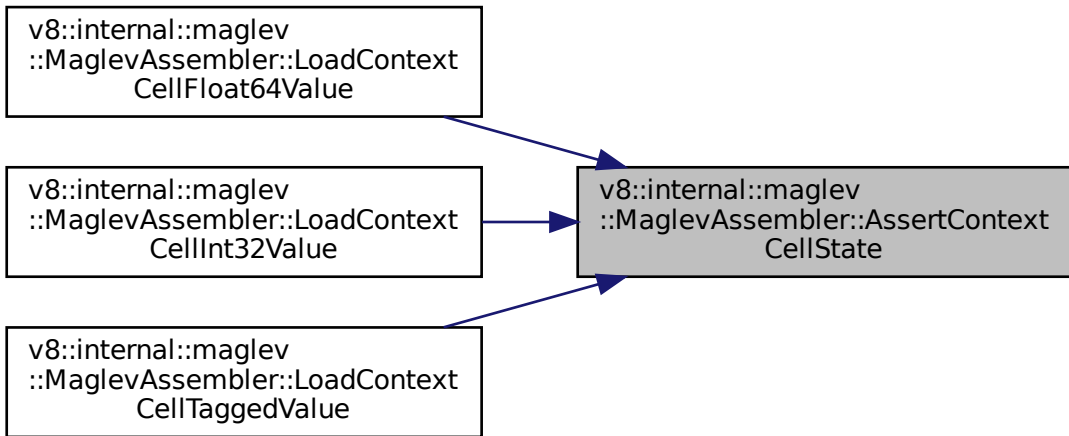 v8::internal::maglev
::MaglevAssembler::LoadContext
CellFloat64Value
v8::internal::maglev
::MaglevAssembler::LoadContext
CellInt32Value
v8::internal::maglev
::MaglevAssembler::LoadContext
CellTaggedValue
v8::internal::maglev
::MaglevAssembler::AssertContext
CellState